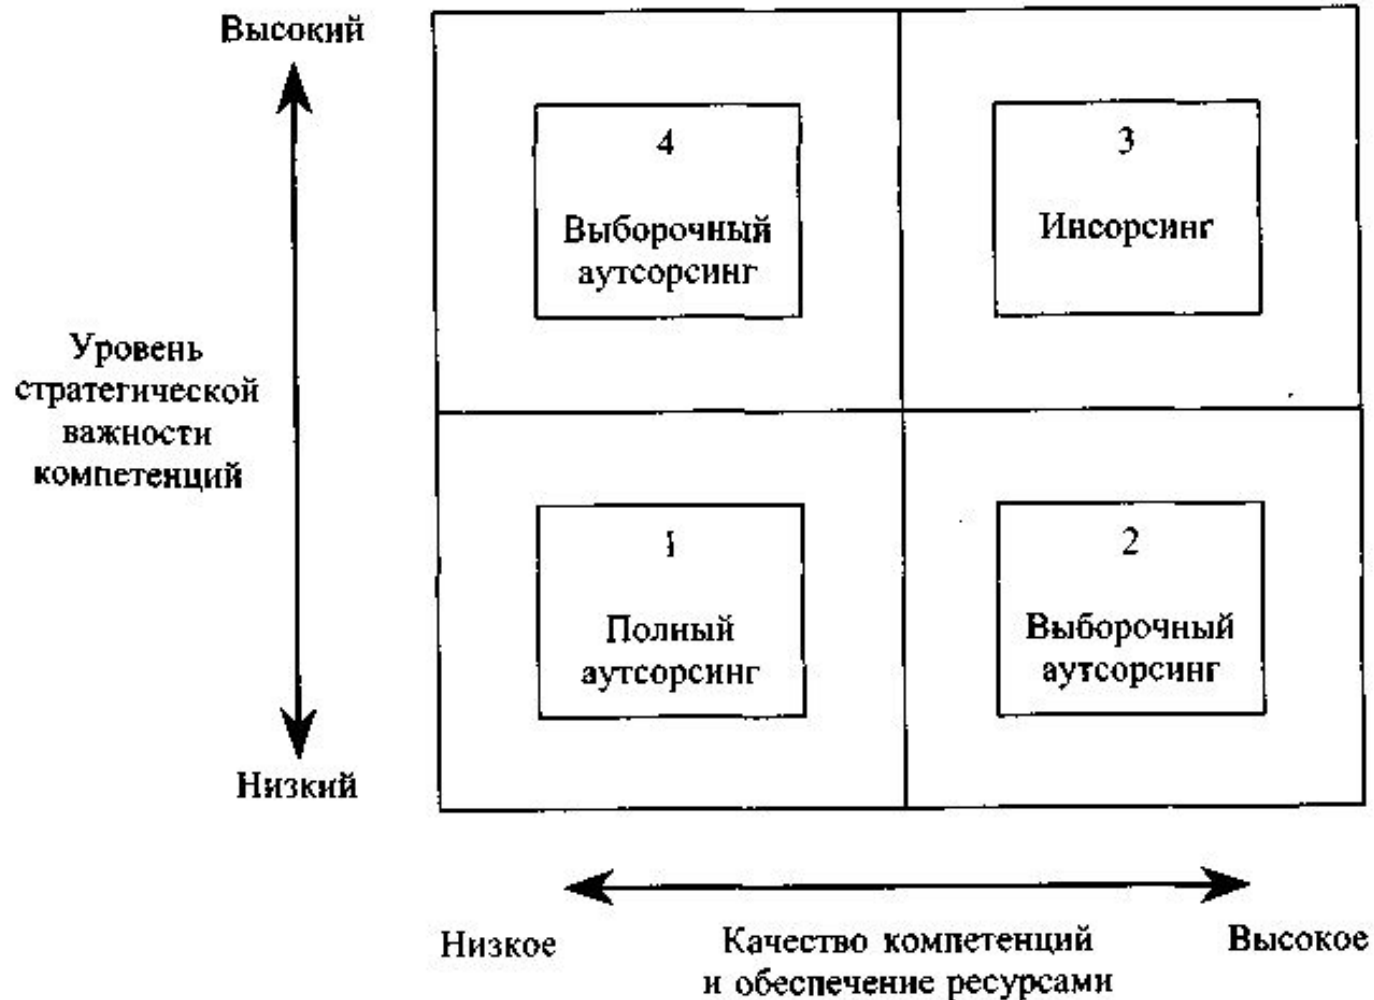 Высокий
4
Выборочный
аутсорсинг
3
Инсорсинг
Уровень
стратегической
важности
компетенций
1
Полный
аутсорсинг
2
Выборочный
аутсорсинг
Низкий
Низкое
Качество компетенций
и обеспечение ресурсами
Высокое